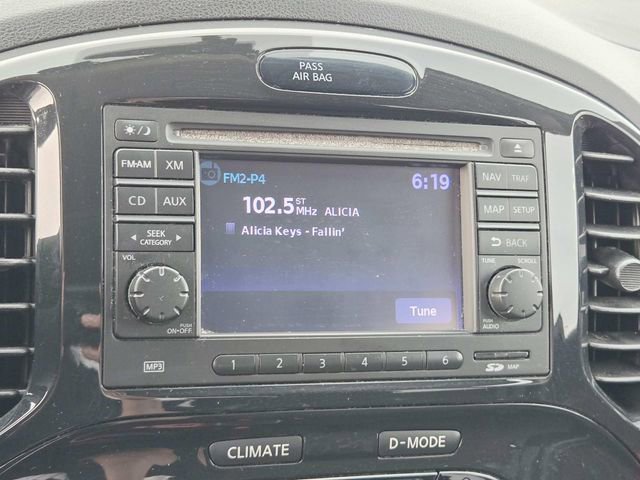 PASS
AIR BAG
FM·AM XM
CD AUX
SEEK
CATEGORY
VOL
PUSH
ON·OFF
MP3
FM2-P4 6:19
102.5 ST MHz ALICIA
Alicia Keys - Fallin'
Tune
NAV TRAF
MAP SETUP
BACK
TUNE SCROLL
PUSH
AUDIO
1 2 3 4 5 6
SD MAP
CLIMATE
D-MODE